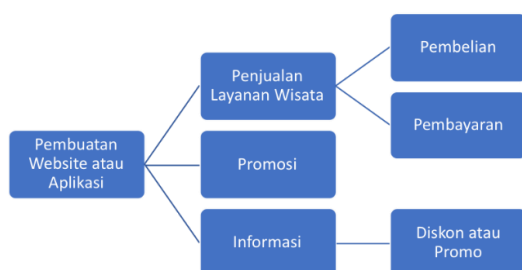 Pembuatan
Website atau
Aplikasi
Penjualan
Layanan Wisata
Promosi
Informasi
Pembelian
Pembayaran
Diskon atau
Promo